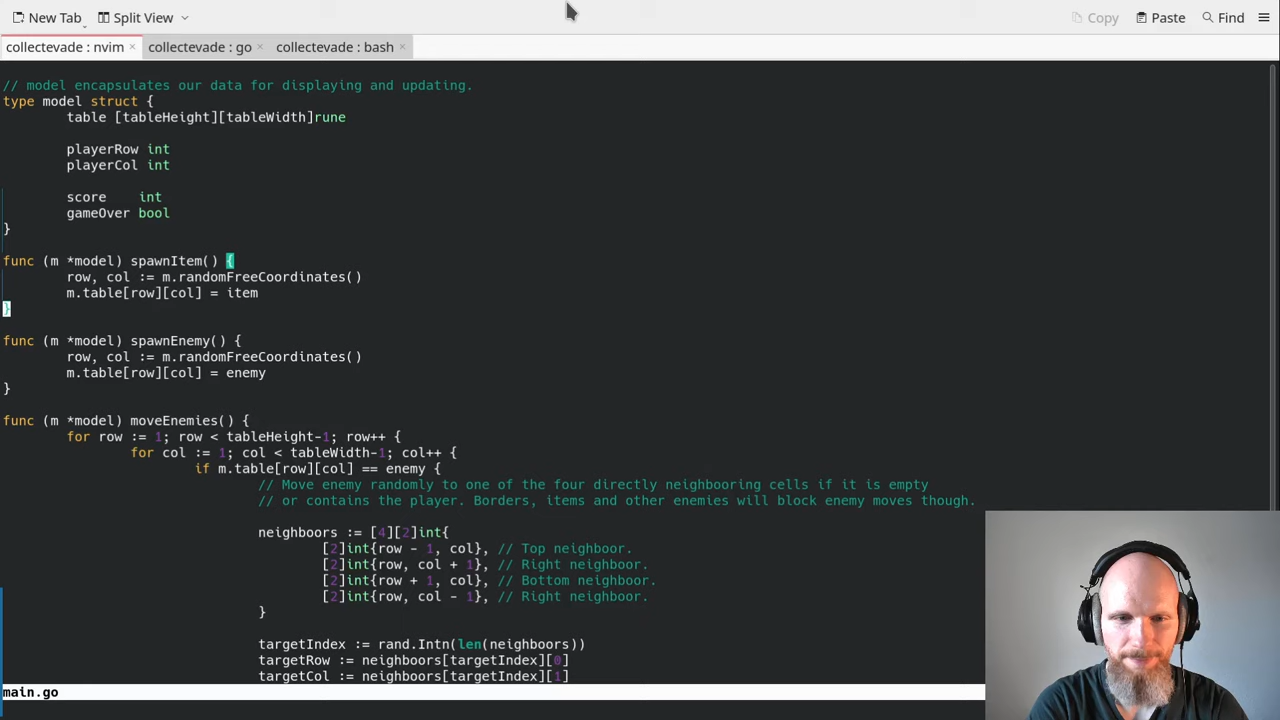 New Tab Split View Copy Paste Find
collectevade : nvim collectevade : go collectevade : bash
// model encapsulates our data for displaying and updating.
type model struct {
table [tableHeight][tableWidth]rune
playerRow int
playerCol int
score int
gameOver bool
}
func (m *model) spawnItem() {
row, col := m.randomFreeCoordinates()
m.table[row][col] = item
}
func (m *model) spawnEnemy() {
row, col := m.randomFreeCoordinates()
m.table[row][col] = enemy
}
func (m *model) moveEnemies() {
for row := 1; row < tableHeight-1; row++ {
for col := 1; col < tableWidth-1; col++ {
if m.table[row][col] == enemy {
// Move enemy randomly to one of the four directly neighbooring cells if it is empty
// or contains the player. Borders, items and other enemies will block enemy moves though.
neighboors := [4][2]int{
[2]int{row - 1, col}, // Top neighboor.
[2]int{row, col + 1}, // Right neighboor.
[2]int{row + 1, col}, // Bottom neighboor.
[2]int{row, col - 1}, // Right neighboor.
}
targetIndex := rand.Intn(len(neighboors))
targetRow := neighboors[targetIndex][0]
targetCol := neighboors[targetIndex][1]
main.go